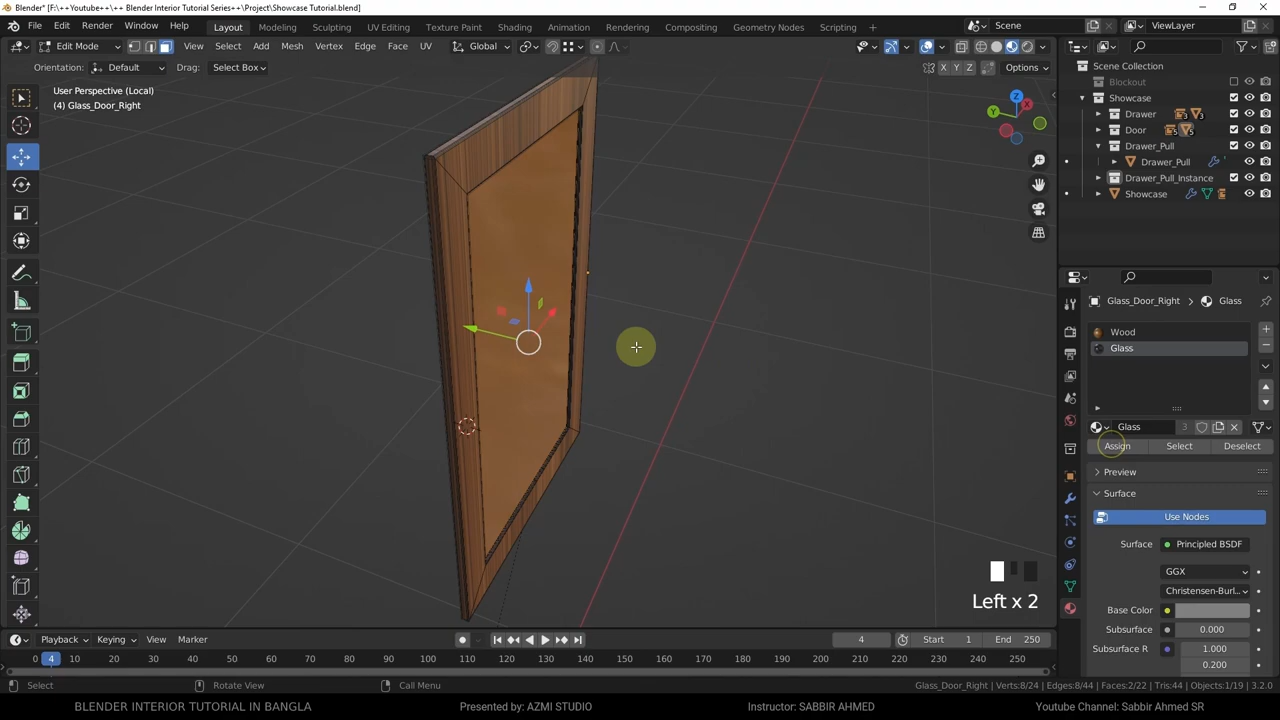 Blender* [F:\++Youtube++\++ Blender Interior Tutorial Series++\Project\Showcase Tutorial.blend]
File Edit Render Window Help Layout Modeling Sculpting UV Editing Texture Paint Shading Animation Rendering Compositing Geometry Nodes Scripting Scene ViewLayer
Edit Mode View Select Add Mesh Vertex Edge Face UV Global
Orientation: Default Drag: Select Box X Y Z Options
User Perspective (Local)
(4) Glass_Door_Right
Z
X
Y
Scene Collection
Blockout
Showcase
Drawer 3 3
Door 5
Drawer_Pull
Drawer_Pull
Drawer_Pull_Instance
Showcase
Glass_Door_Right > Glass
Wood
Glass
Glass 3
Assign Select Deselect
Preview
Surface
Use Nodes
Surface Principled BSDF
GGX
Christensen-Burl...
Base Color
Subsurface 0.000
Subsurface R 1.000
0.200
Left x 2
Playback Keying View Marker 4 Start 1 End 250
0 4 10 20 30 40 50 60 70 80 90 100 110 120 130 140 150 160 170 180 190 200 210 220 230 240 250
Select Rotate View Call Menu Glass_Door_Right | Verts:8/24 | Edges:8/44 | Faces:2/22 | Tris:44 | Objects:1/19 | 3.2.0
BLENDER INTERIOR TUTORIAL IN BANGLA Presented by: AZMI STUDIO Instructor: SABBIR AHMED Youtube Channel: Sabbir Ahmed SR